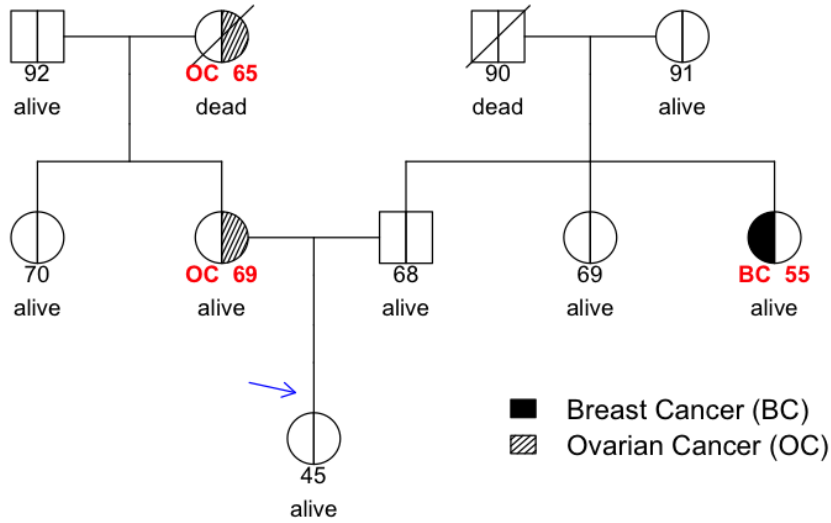 92
alive
OC 65
dead
90
dead
91
alive
70
alive
OC 69
alive
68
alive
69
alive
BC 55
alive
45
alive
Breast Cancer (BC)
Ovarian Cancer (OC)